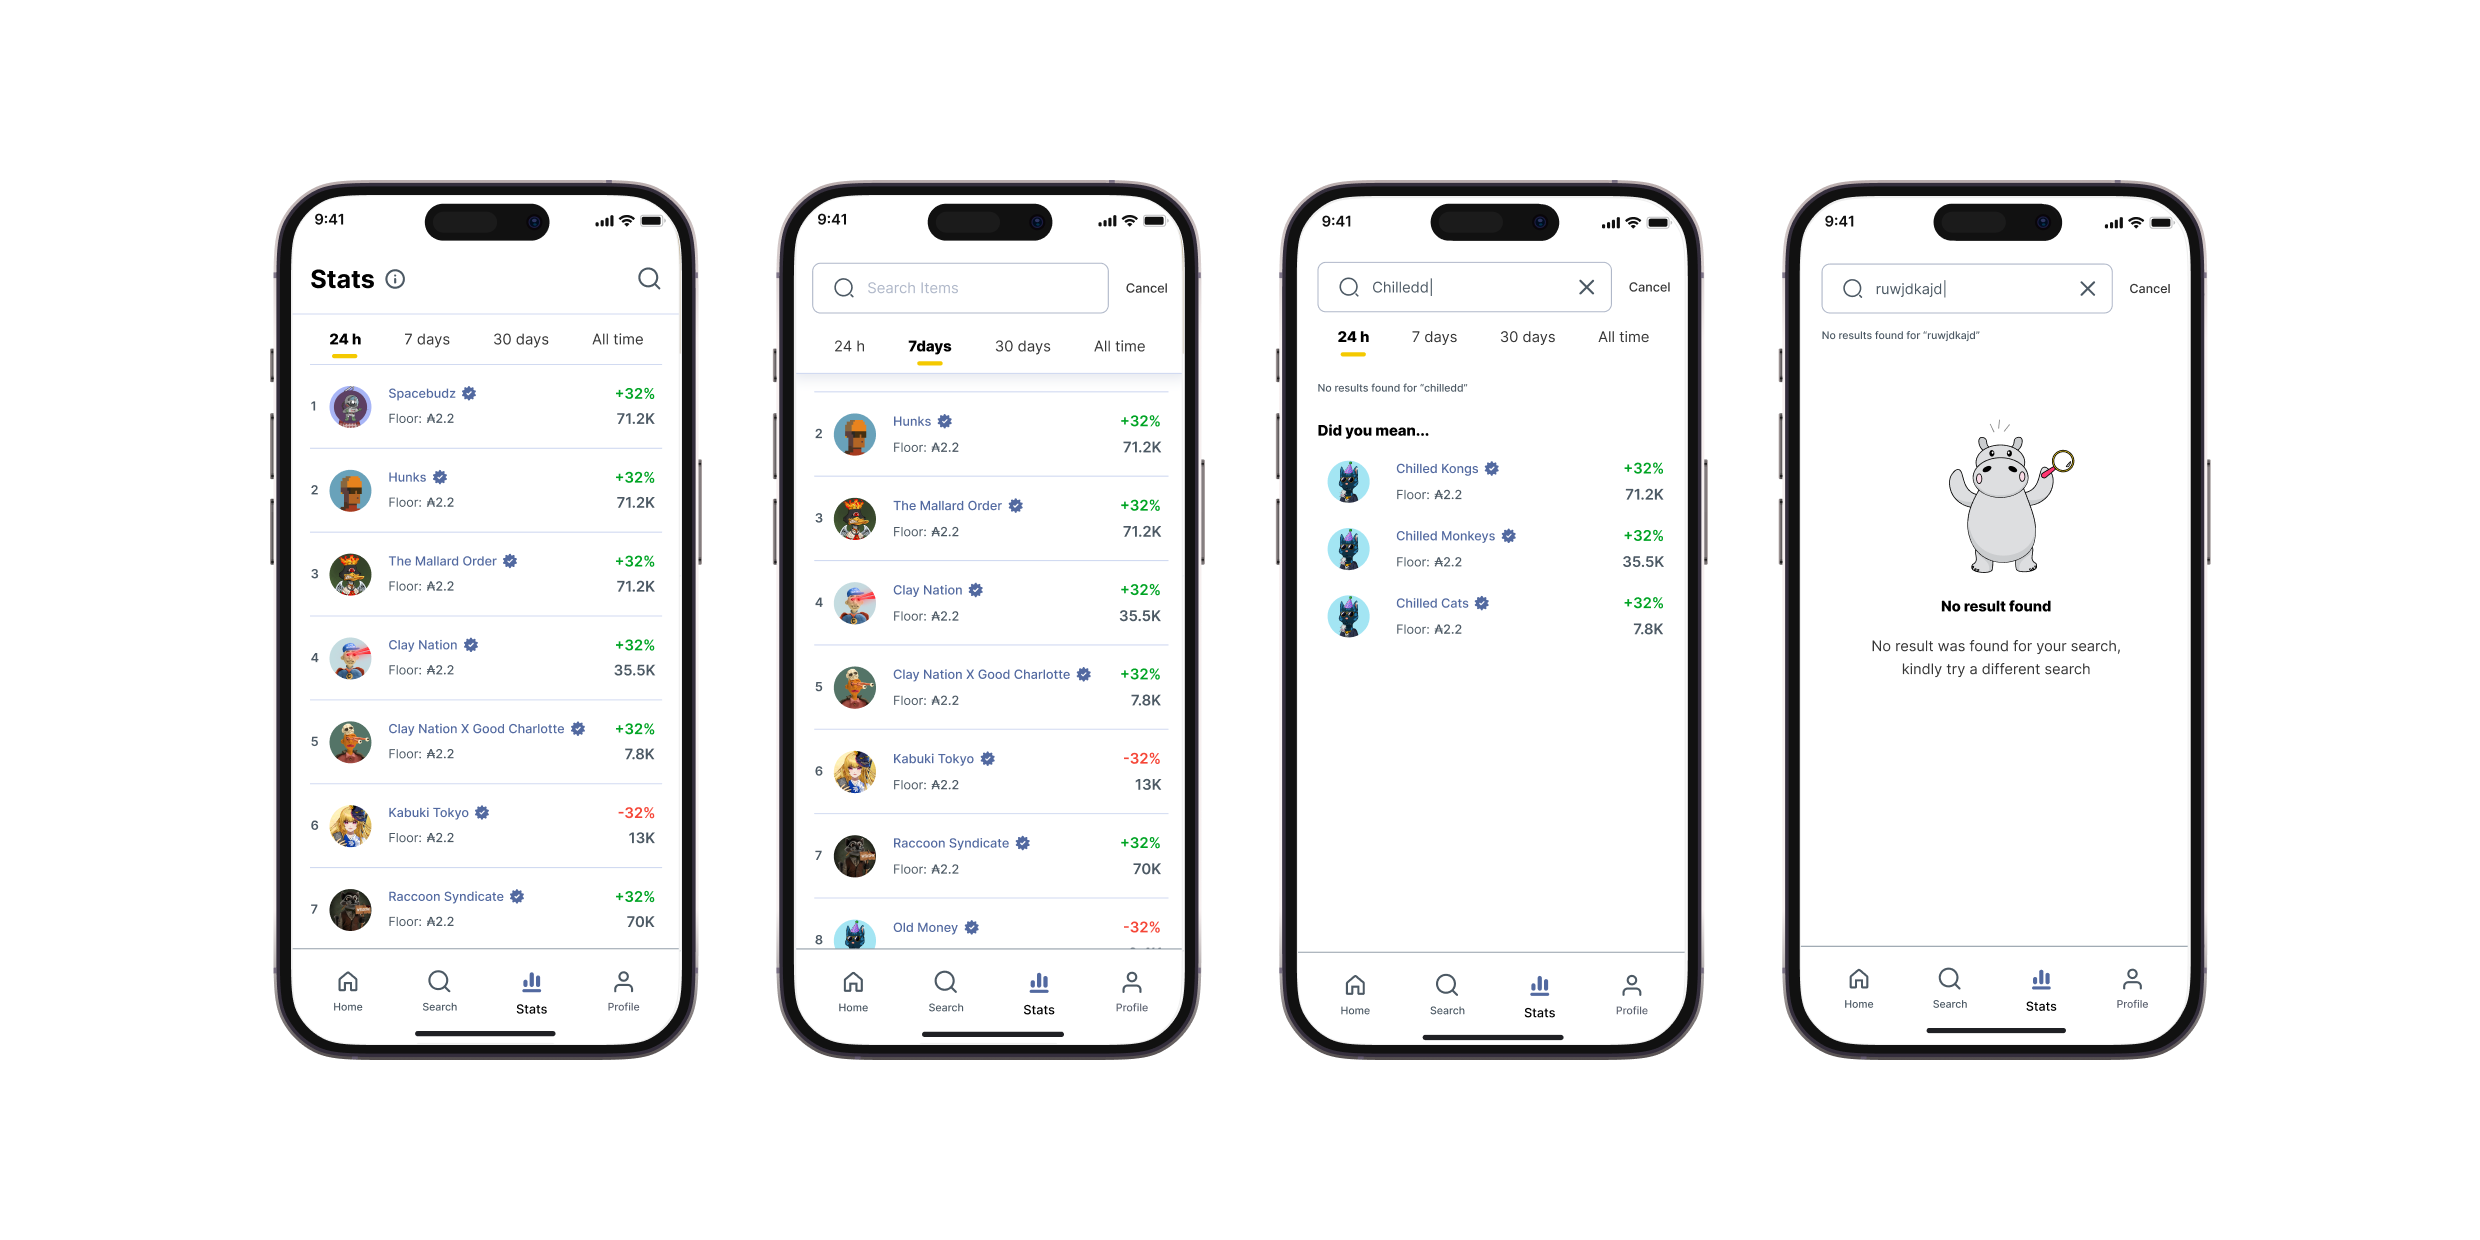 9:41
Stats
24 h 7 days 30 days All time
1 Spacebudz +32%
Floor: ₳2.2 71.2K
2 Hunks +32%
Floor: ₳2.2 71.2K
3 The Mallard Order +32%
Floor: ₳2.2 71.2K
4 Clay Nation +32%
Floor: ₳2.2 35.5K
5 Clay Nation X Good Charlotte +32%
Floor: ₳2.2 7.8K
6 Kabuki Tokyo -32%
Floor: ₳2.2 13K
7 Raccoon Syndicate +32%
Floor: ₳2.2 70K
Home Search Stats Profile
9:41
Search Items Cancel
24 h 7days 30 days All time
2 Hunks +32%
Floor: ₳2.2 71.2K
3 The Mallard Order +32%
Floor: ₳2.2 71.2K
4 Clay Nation +32%
Floor: ₳2.2 35.5K
5 Clay Nation X Good Charlotte +32%
Floor: ₳2.2 7.8K
6 Kabuki Tokyo -32%
Floor: ₳2.2 13K
7 Raccoon Syndicate +32%
Floor: ₳2.2 70K
8 Old Money -32%
Home Search Stats Profile
9:41
Chilledd Cancel
24 h 7 days 30 days All time
No results found for “chilledd”
Did you mean...
Chilled Kongs +32%
Floor: ₳2.2 71.2K
Chilled Monkeys +32%
Floor: ₳2.2 35.5K
Chilled Cats +32%
Floor: ₳2.2 7.8K
Home Search Stats Profile
9:41
ruwjdkajd Cancel
No results found for “ruwjdkajd”
No result found
No result was found for your search,
kindly try a different search
Home Search Stats Profile